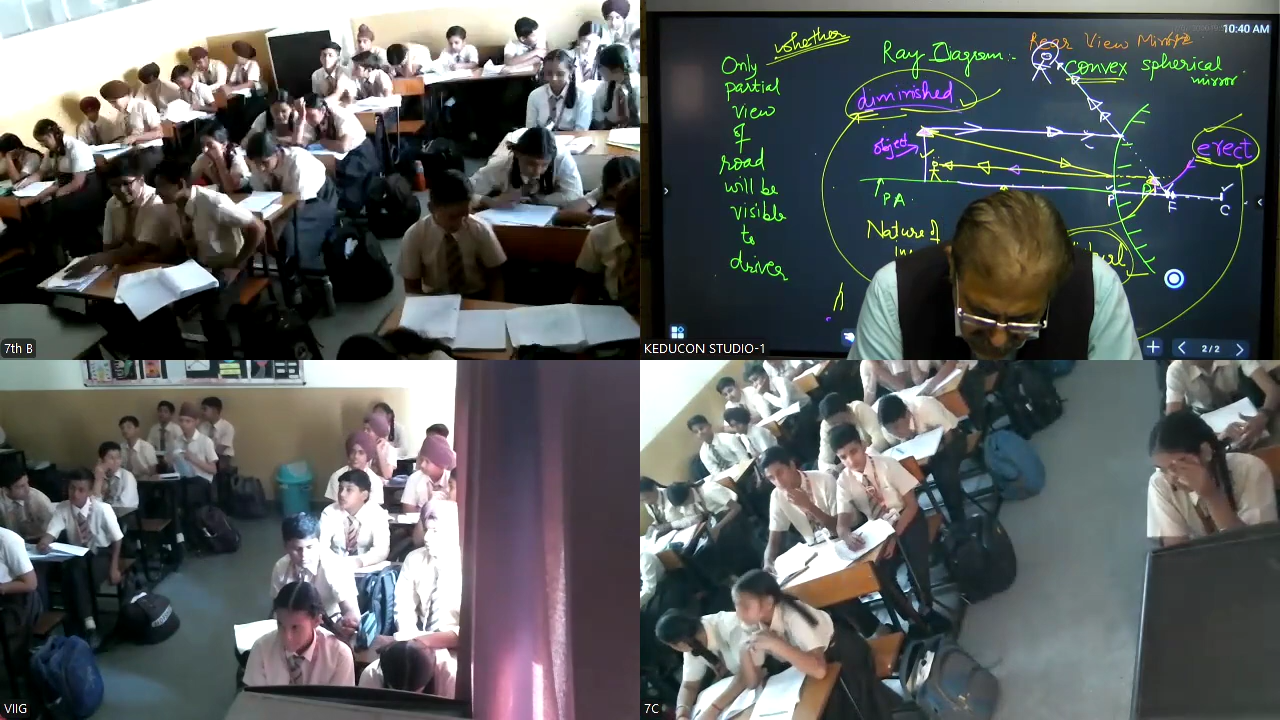 10:40 AM
whether
Ray Diagram:-
Rear View Mirror
convex spherical
mirror.
Only
partial
view
of
road
will be
visible
to
driver
diminished
object
erect
PA
P
F
C
Nature of
7th B
KEDUCON STUDIO-1
2/2
VIIG
7C